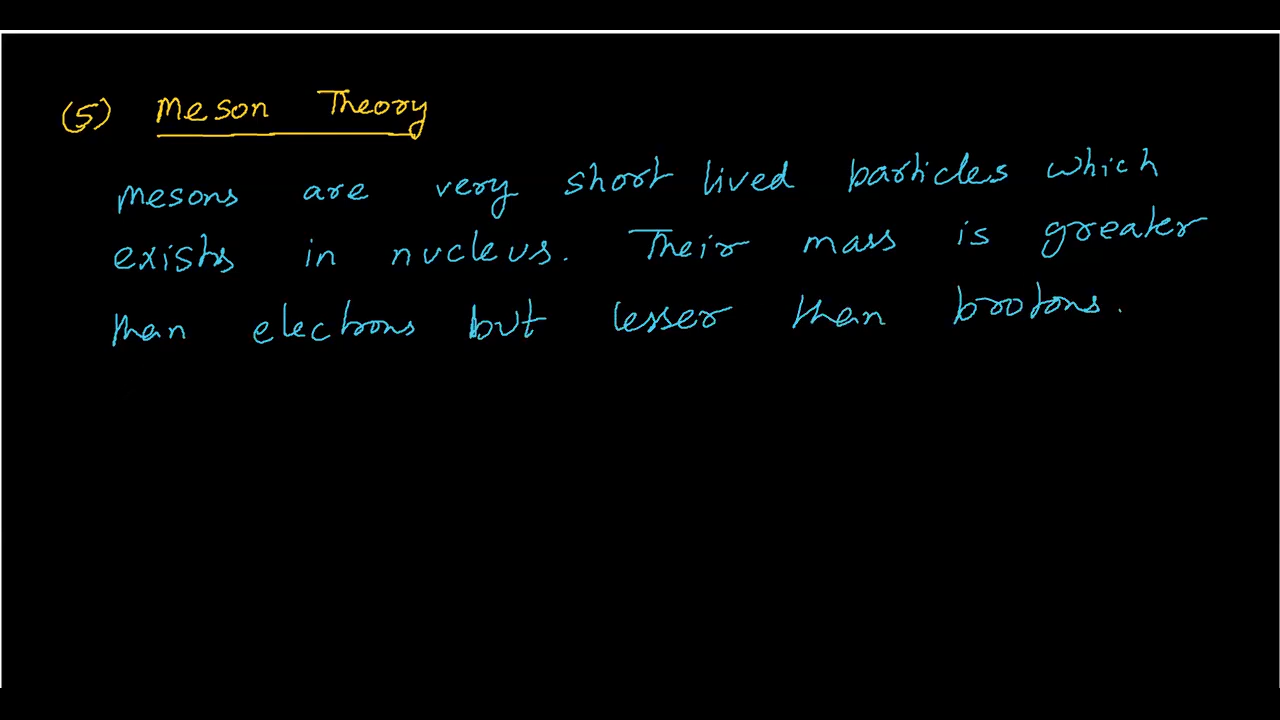 (5) Meson Theory
Mesons are very short lived particles which
exists in nucleus. Their mass is greater
than electrons but lesser than protons.